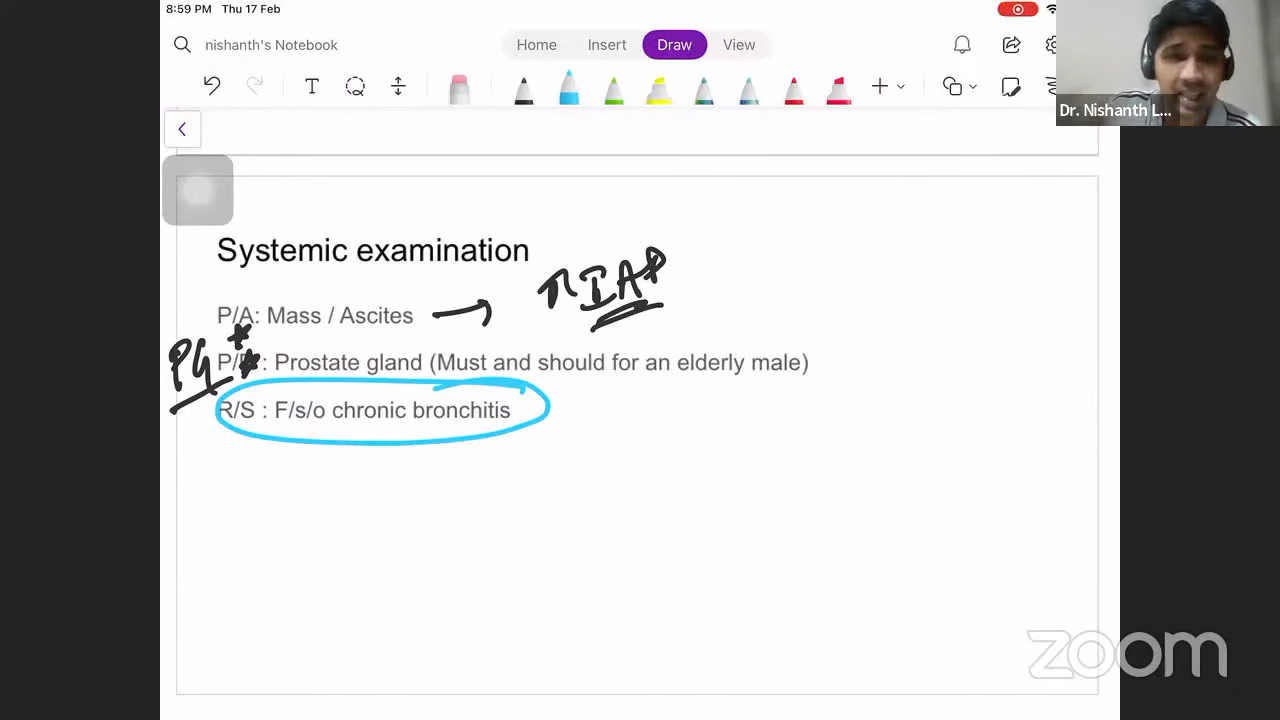 8:59 PM Thu 17 Feb
nishanth's Notebook
Home Insert Draw View
Dr. Nishanth L...
Systemic examination
IAP
P/A: Mass / Ascites
PG
P/ : Prostate gland (Must and should for an elderly male)
R/S : F/s/o chronic bronchitis
zoom